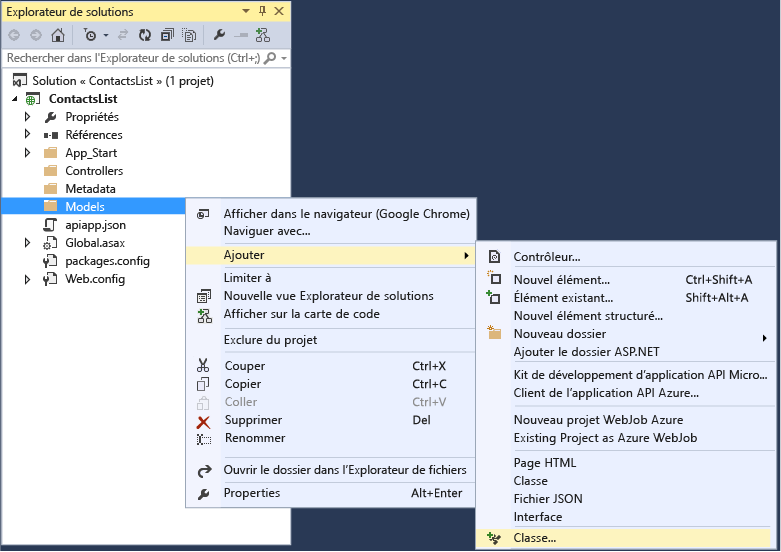 Explorateur de solutions
Rechercher dans l'Explorateur de solutions (Ctrl+;)
Solution « ContactsList » (1 projet)
ContactsList
Propriétés
Références
App_Start
Controllers
Metadata
Models
apiapp.json
Global.asax
packages.config
Web.config
Afficher dans le navigateur (Google Chrome)
Naviguer avec...
Ajouter
Limiter à
Nouvelle vue Explorateur de solutions
Afficher sur la carte de code
Exclure du projet
Couper Ctrl+X
Copier Ctrl+C
Coller Ctrl+V
Supprimer Del
Renommer
Ouvrir le dossier dans l'Explorateur de fichiers
Properties Alt+Enter
Contrôleur...
Nouvel élément... Ctrl+Shift+A
Élément existant... Shift+Alt+A
Nouvel élément structuré...
Nouveau dossier
Ajouter le dossier ASP.NET
Kit de développement d'application API Micro...
Client de l'application API Azure...
Nouveau projet WebJob Azure
Existing Project as Azure WebJob
Page HTML
Classe
Fichier JSON
Interface
Classe...